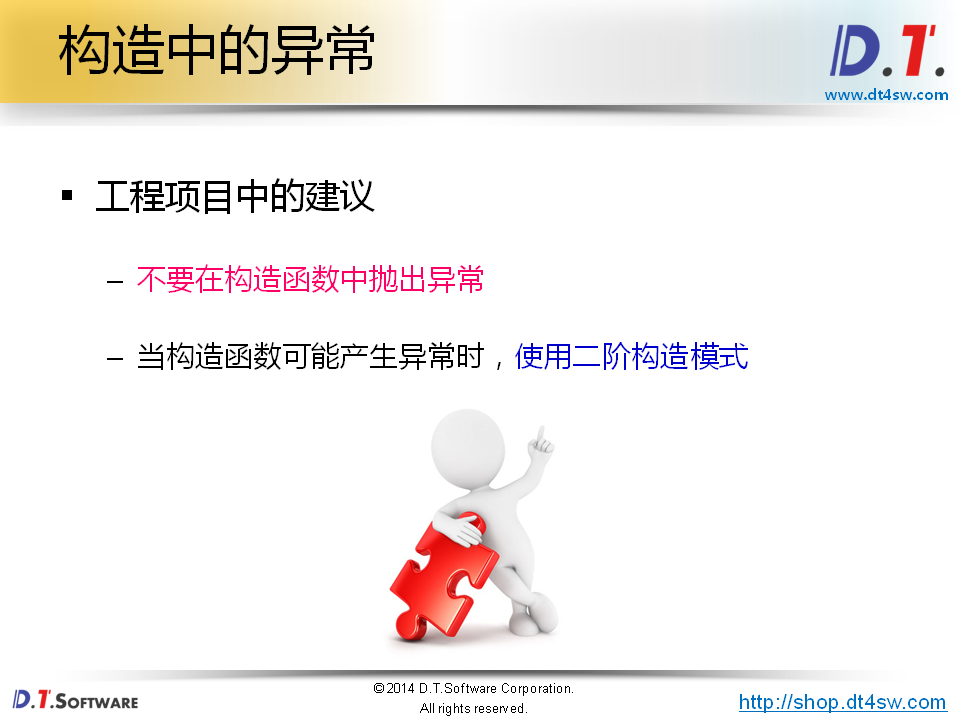 构造中的异常
D.T.
www.dt4sw.com
工程项目中的建议
– 不要在构造函数中抛出异常
– 当构造函数可能产生异常时，使用二阶构造模式
D.T.SOFTWARE
©2014 D.T.Software Corporation.
All rights reserved.
http://shop.dt4sw.com